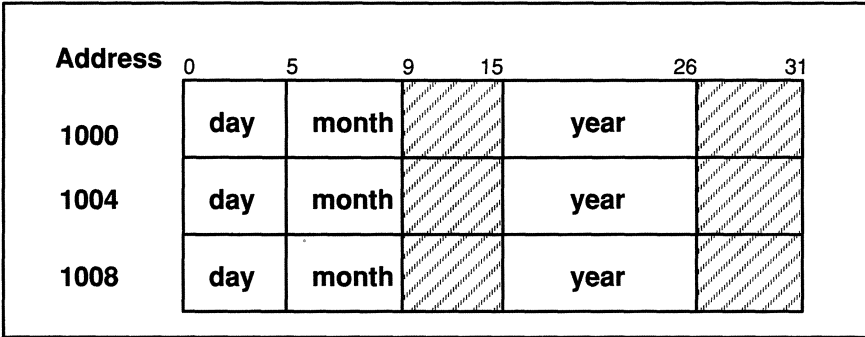 Address 0 5 9 15 26 31
1000 day month year
1004 day month year
1008 day month year